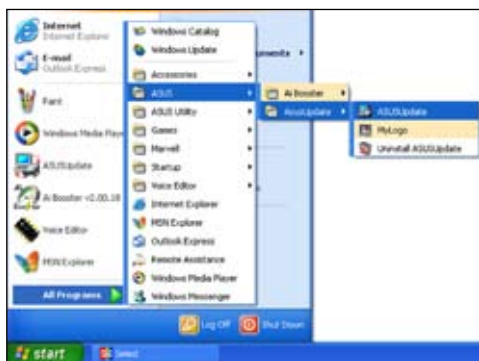 Internet
Internet Explorer
E-mail
Outlook Express
Paint
Windows Media Play
ASUSUpdate
Ai Booster v2.00.18
Voice Editor
MSN Explorer
All Programs
Windows Catalog
Windows Update
Accessories
ASUS
ASUS Utility
Games
Marvell
Startup
Voice Editor
Internet Explorer
MSN Explorer
Outlook Express
Remote Assistance
Windows Media Player
Windows Messenger
cuments
Ai Booster
AsusUpdate
ASUSUpdate
MyLogo
Uninstall ASUSUpdate
Log Off
Shut Down
start